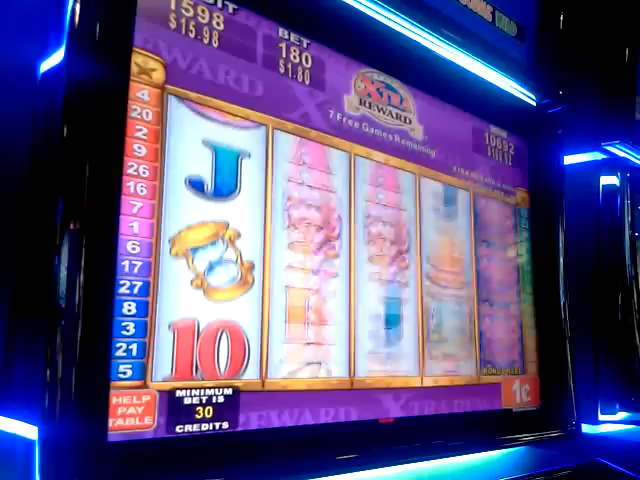 1598
$15.98
BET
180
$1.80
XTRA
REWARD
7 Free Games Remaining
10692
4
20
2
9
26
16
7
1
6
17
27
8
3
21
5
J
10
HELP
PAY
TABLE
MINIMUM
BET IS
30
CREDITS
1¢
REWARD